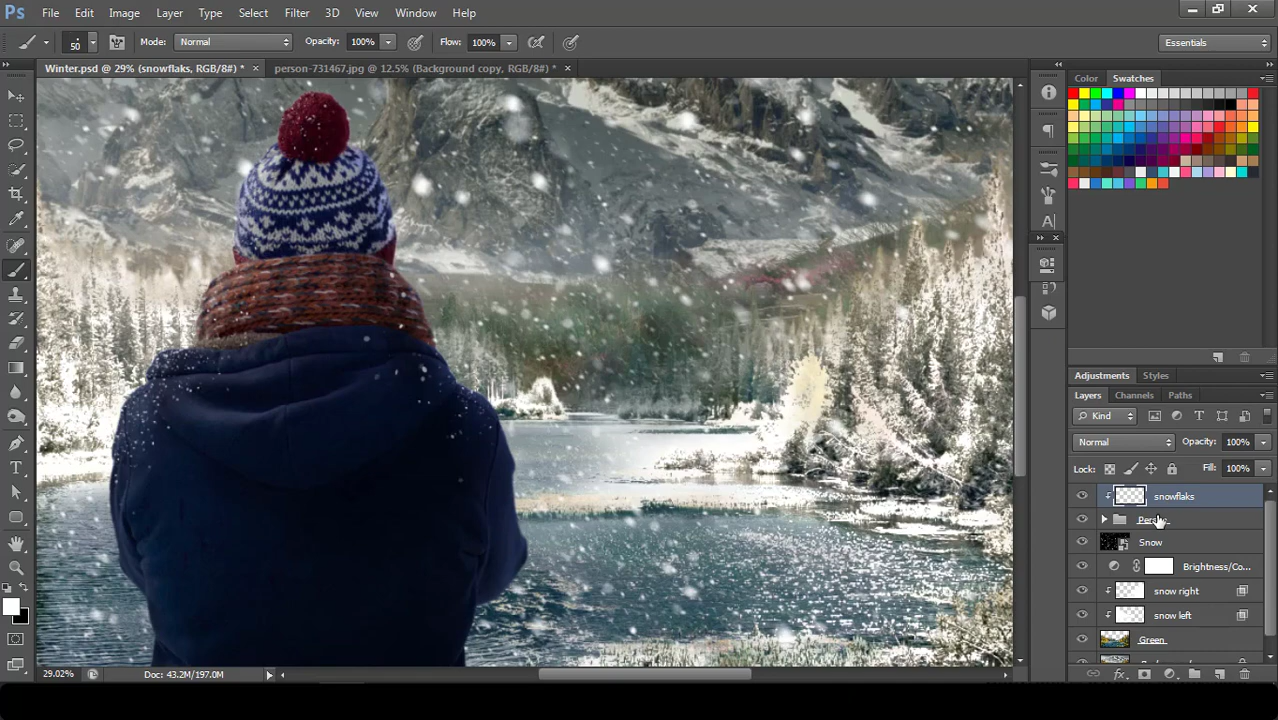 Ps File Edit Image Layer Type Select Filter 3D View Window Help
50 Mode: Normal Opacity: 100% Flow: 100% Essentials
Winter.psd @ 29% (snowflaks, RGB/8#) * × person-731467.jpg @ 12.5% (Background copy, RGB/8#) * ×
Color Swatches
Adjustments Styles
Layers Channels Paths
Kind
Normal Opacity: 100%
Lock: Fill: 100%
snowflaks
Snow
Brightness/Co...
snow right
snow left
Green
29.02% Doc: 43.2M/197.0M